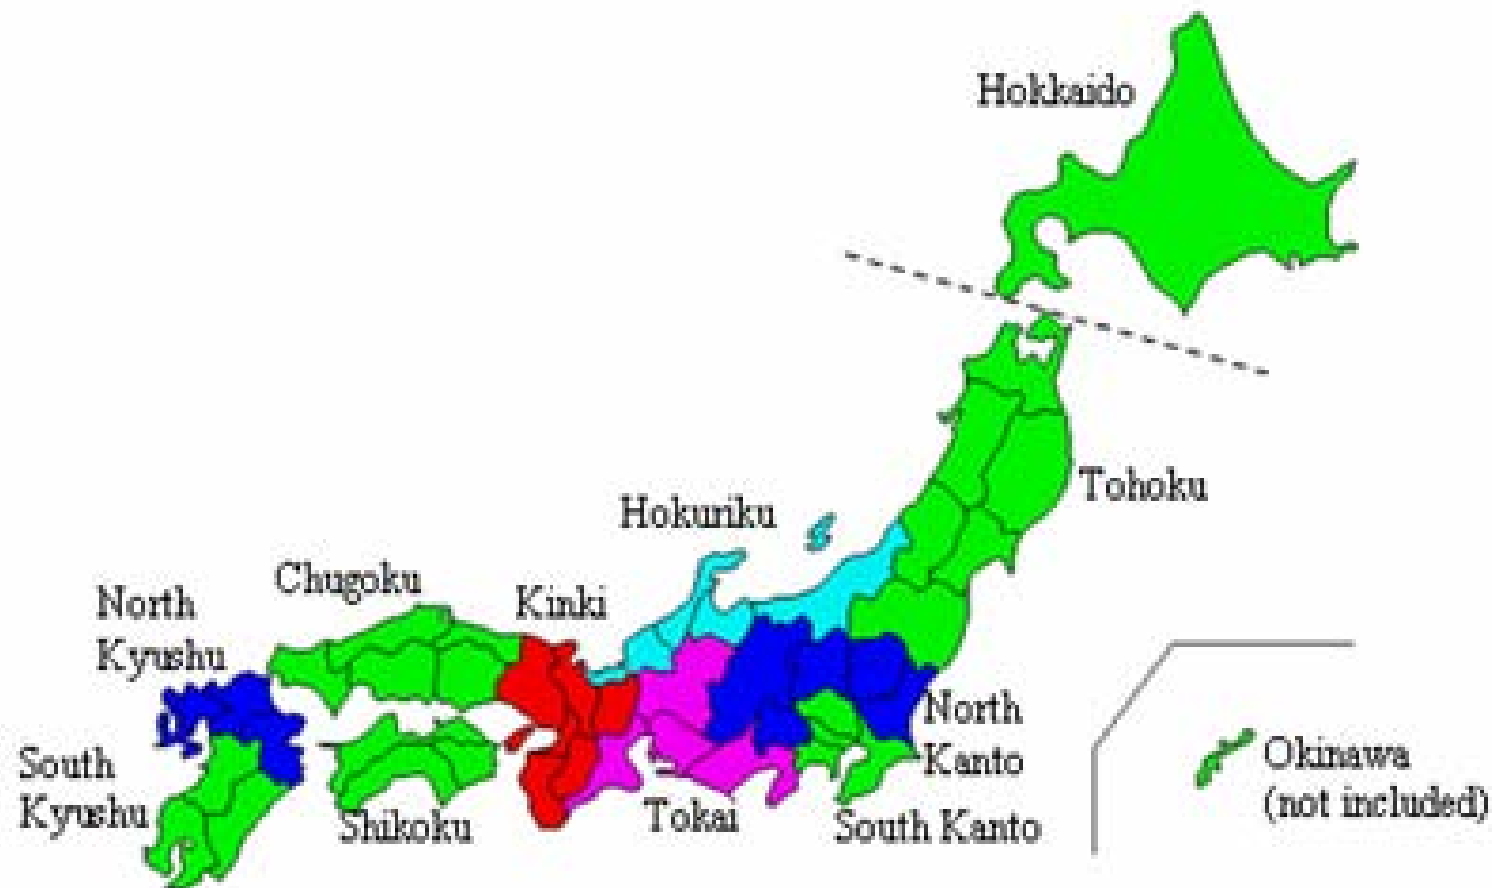 Hokkaido
Tohoku
Hokuriku
Chugoku
Kinki
North
Kyushu
North
Kanto
South
Kyushu
Shikoku
Tokai
South Kanto
Okinawa
(not included)